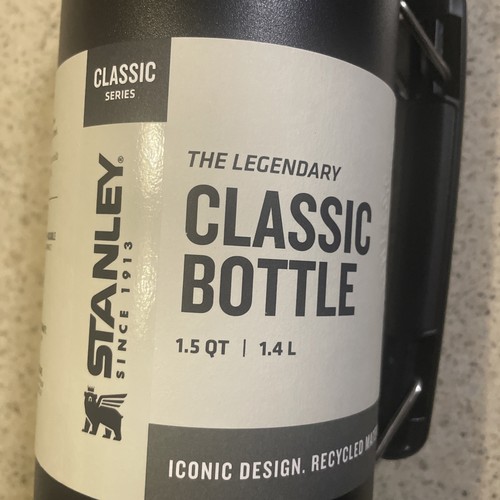 CLASSIC
SERIES
STANLEY®
SINCE 1913
THE LEGENDARY
CLASSIC
BOTTLE
1.5 QT | 1.4 L
ICONIC DESIGN. RECYCLED